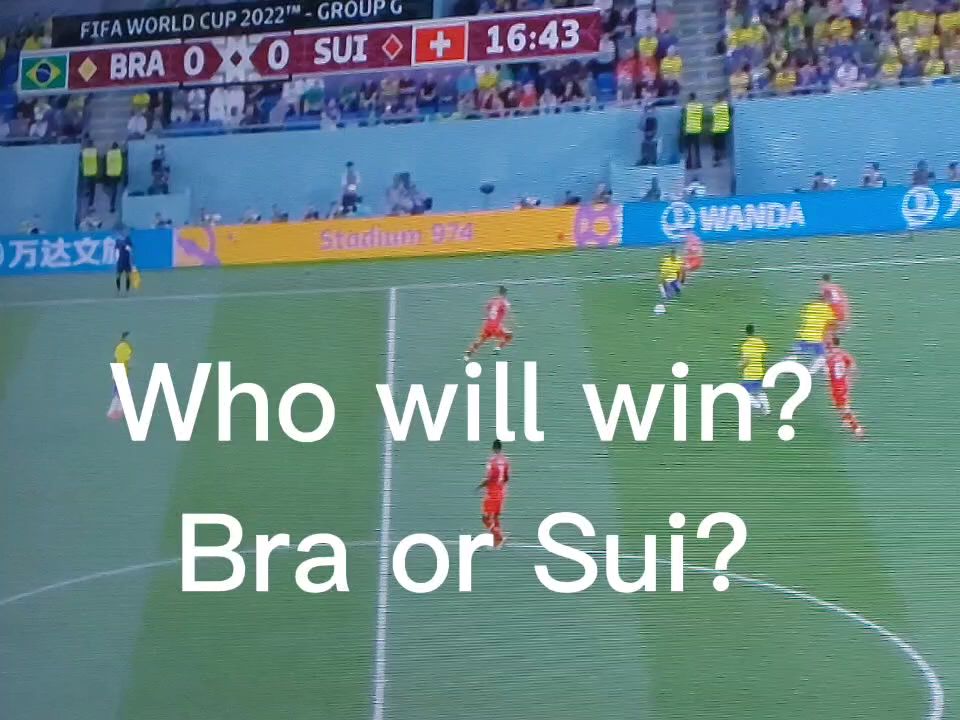 FIFA WORLD CUP 2022™ - GROUP G
BRA 0 0 SUI 16:43
万达文旅
Stadium 974
WANDA
Who will win?
Bra or Sui?